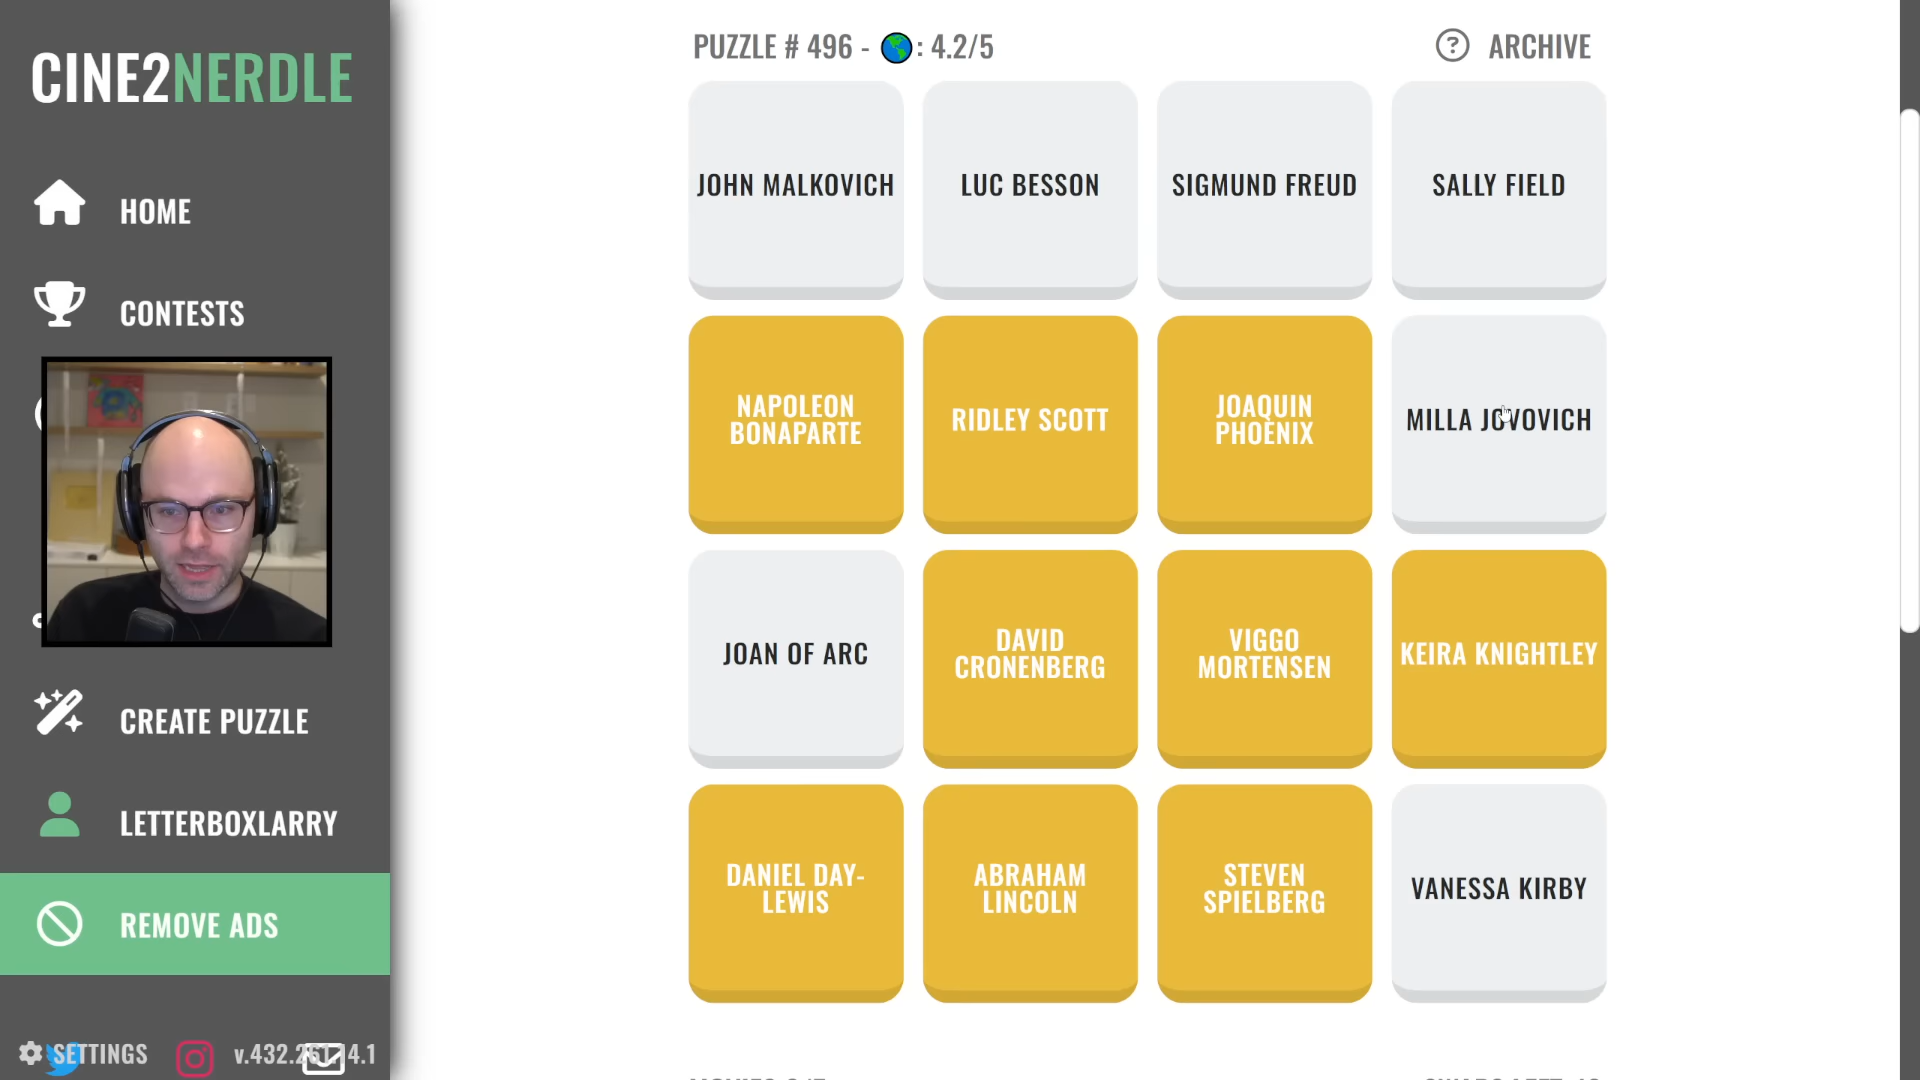 CINE2NERDLE
HOME
CONTESTS
CREATE PUZZLE
LETTERBOXLARRY
REMOVE ADS
SETTINGS
PUZZLE # 496 - : 4.2/5
ARCHIVE
JOHN MALKOVICH
LUC BESSON
SIGMUND FREUD
SALLY FIELD
NAPOLEON
BONAPARTE
RIDLEY SCOTT
JOAQUIN
PHOENIX
MILLA JOVOVICH
JOAN OF ARC
DAVID
CRONENBERG
VIGGO
MORTENSEN
KEIRA KNIGHTLEY
DANIEL DAY-
LEWIS
ABRAHAM
LINCOLN
STEVEN
SPIELBERG
VANESSA KIRBY